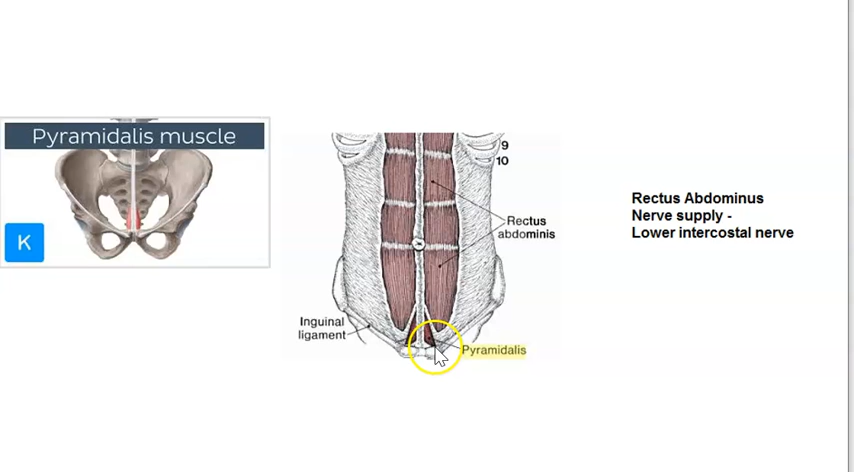 Pyramidalis muscle
K
9
10
Rectus
abdominis
Inguinal
ligament
Pyramidalis
Rectus Abdominus
Nerve supply -
Lower intercostal nerve